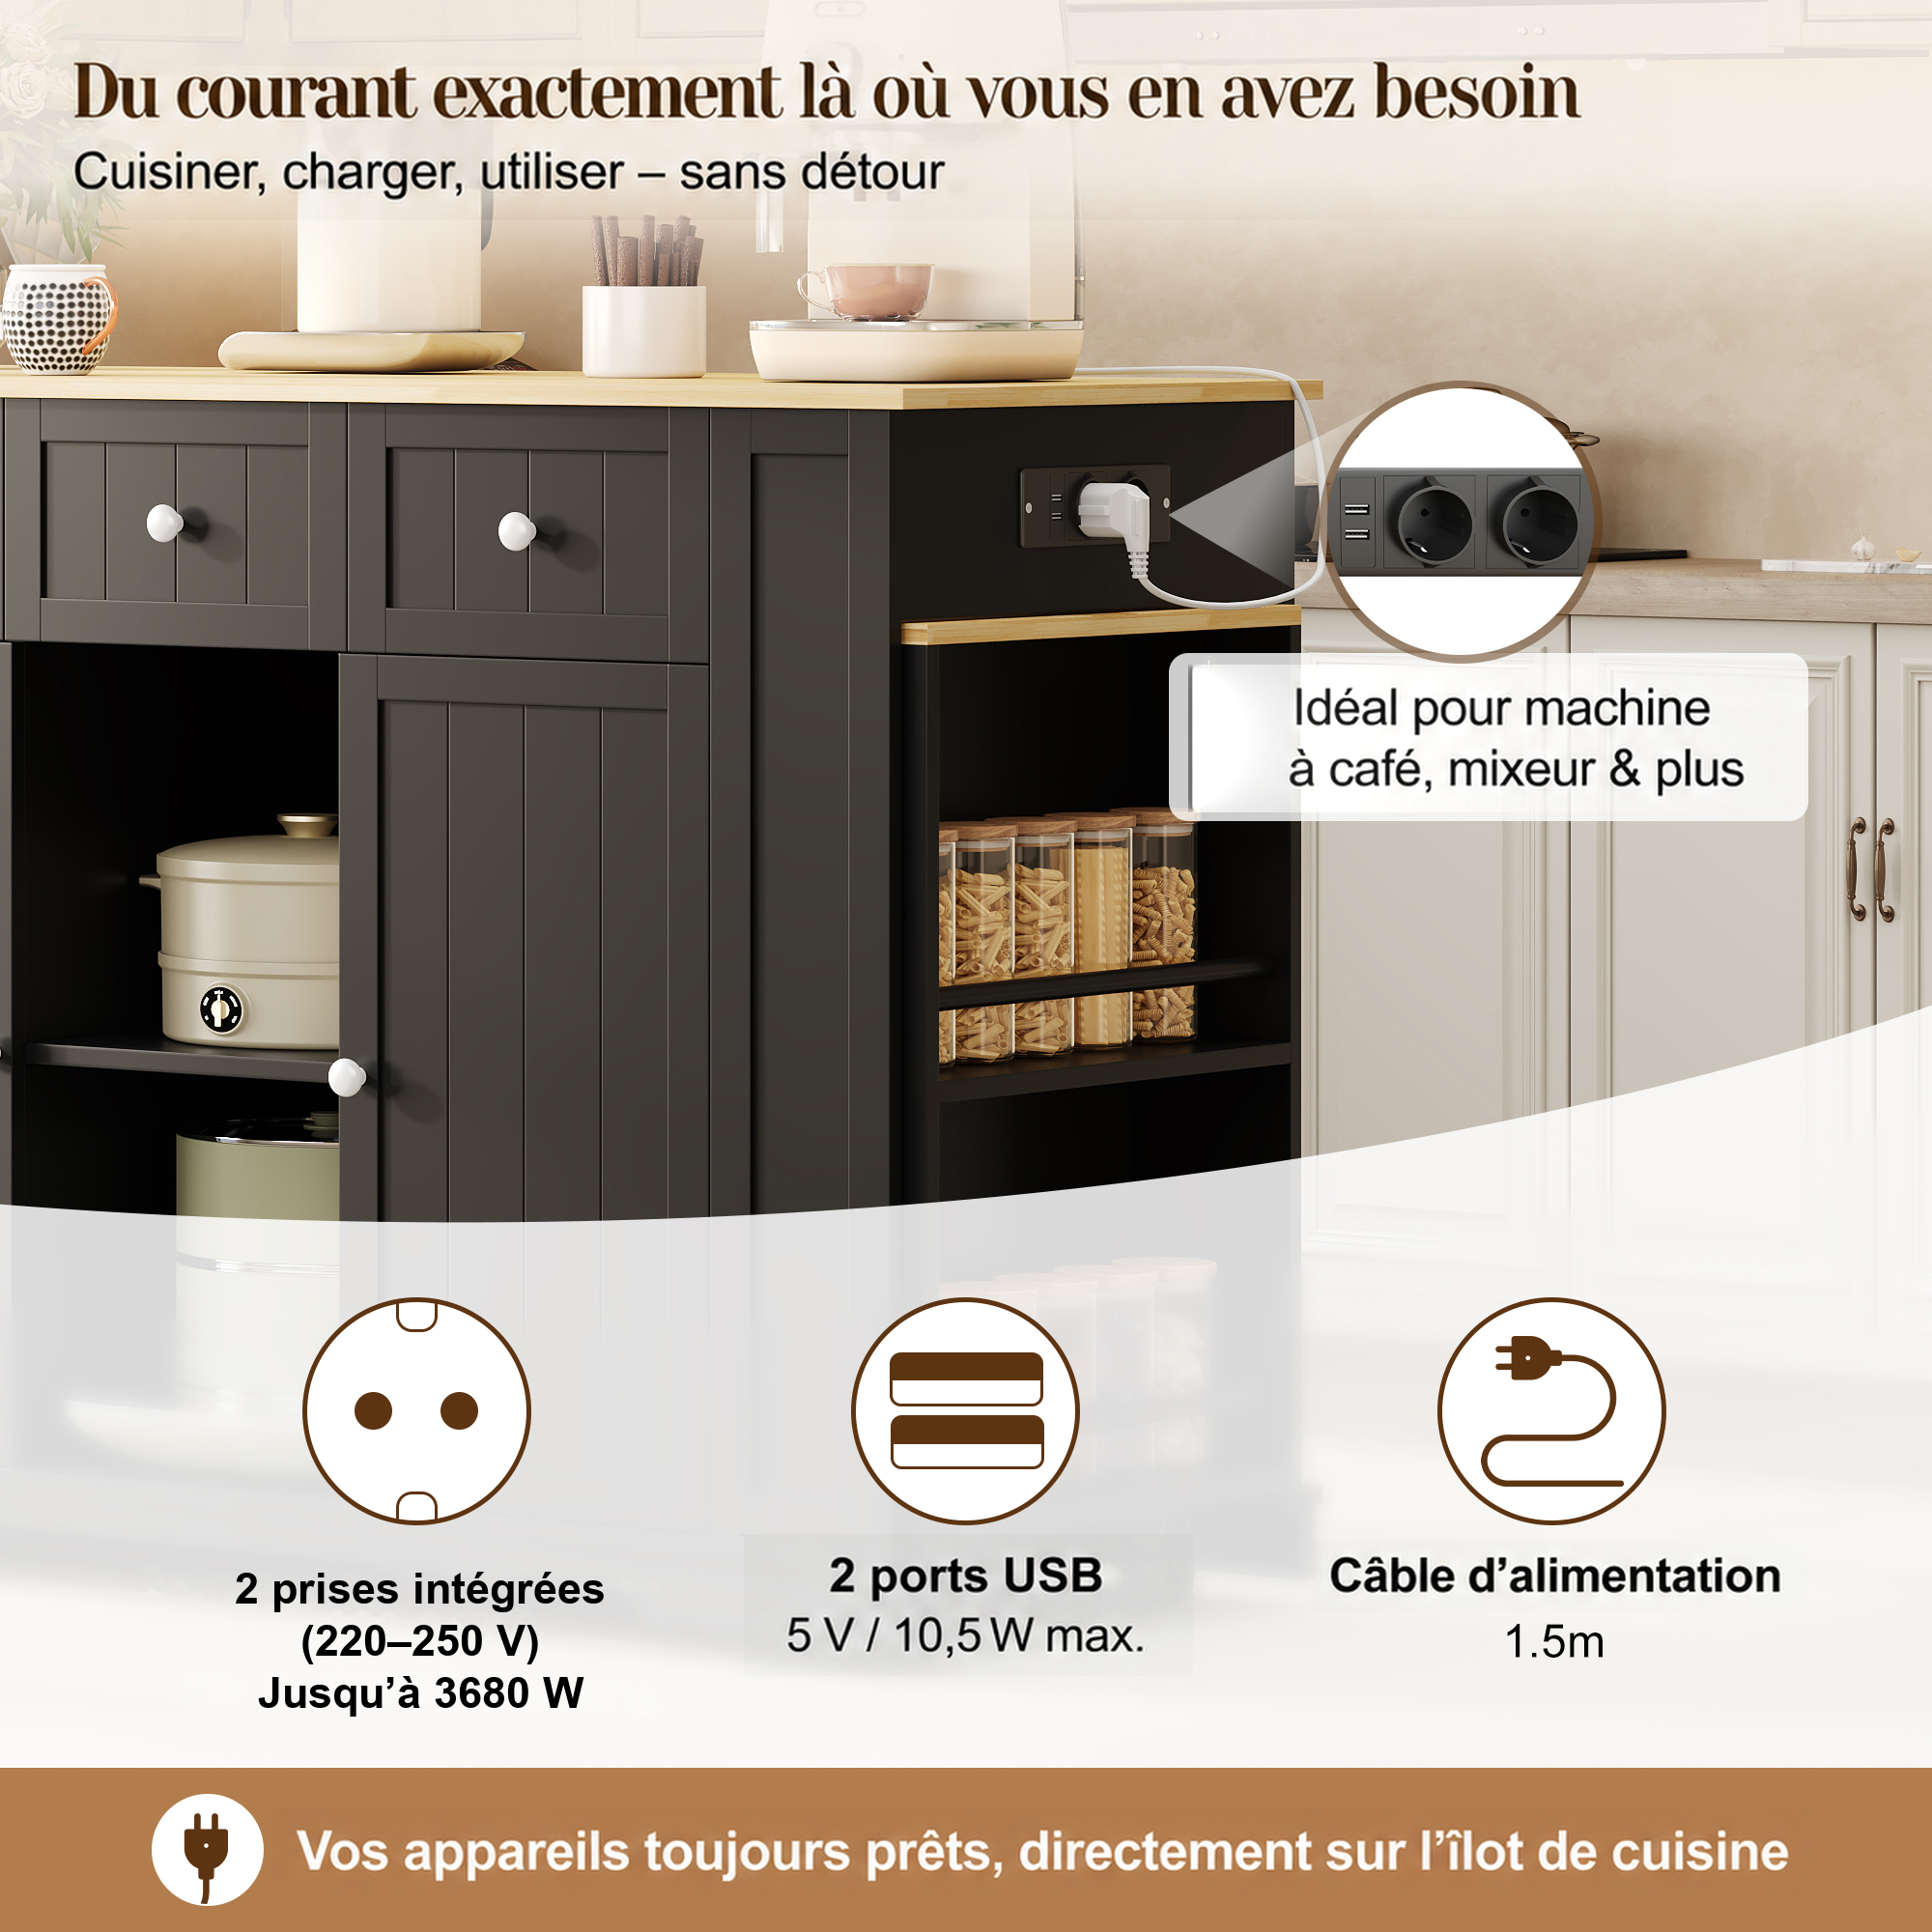 Du courant exactement là où vous en avez besoin
Cuisiner, charger, utiliser – sans détour
Idéal pour machine
à café, mixeur & plus
2 prises intégrées
(220–250 V)
Jusqu’à 3680 W
2 ports USB
5 V / 10,5 W max.
Câble d’alimentation
1.5m
Vos appareils toujours prêts, directement sur l’îlot de cuisine